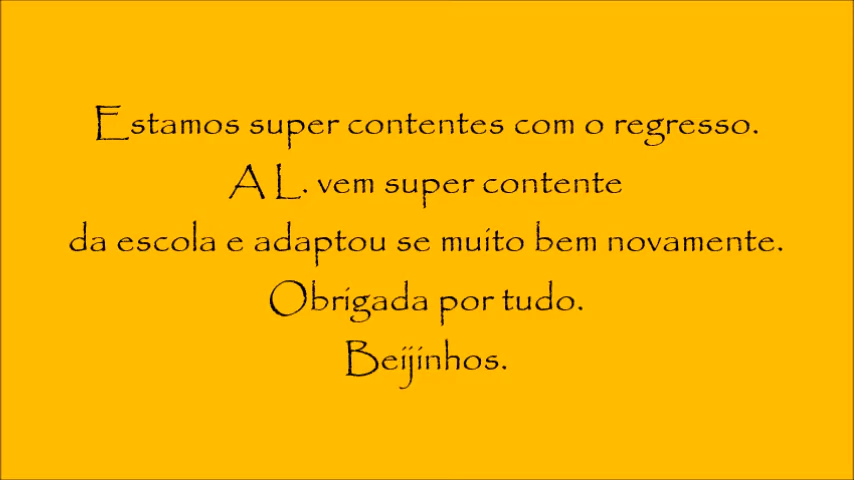 Estamos super contentes com o regresso.
A L. vem super contente
da escola e adaptou se muito bem novamente.
Obrigada por tudo.
Beijinhos.